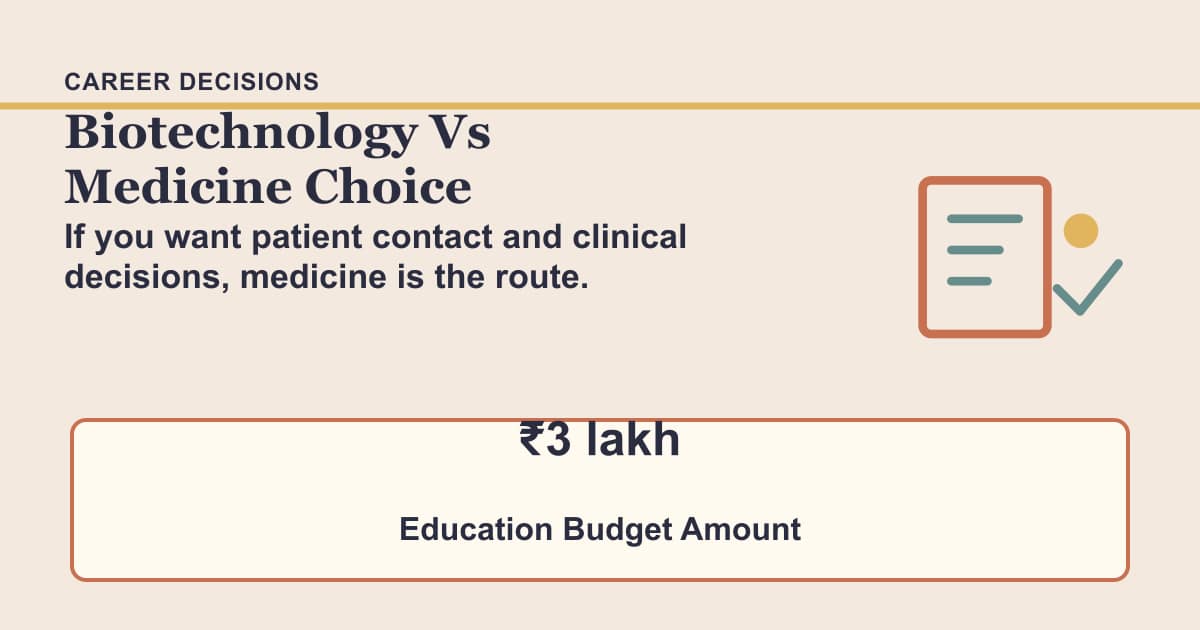 CAREER DECISIONS
Biotechnology Vs
Medicine Choice
If you want patient contact and clinical
decisions, medicine is the route.
₹3 lakh
Education Budget Amount